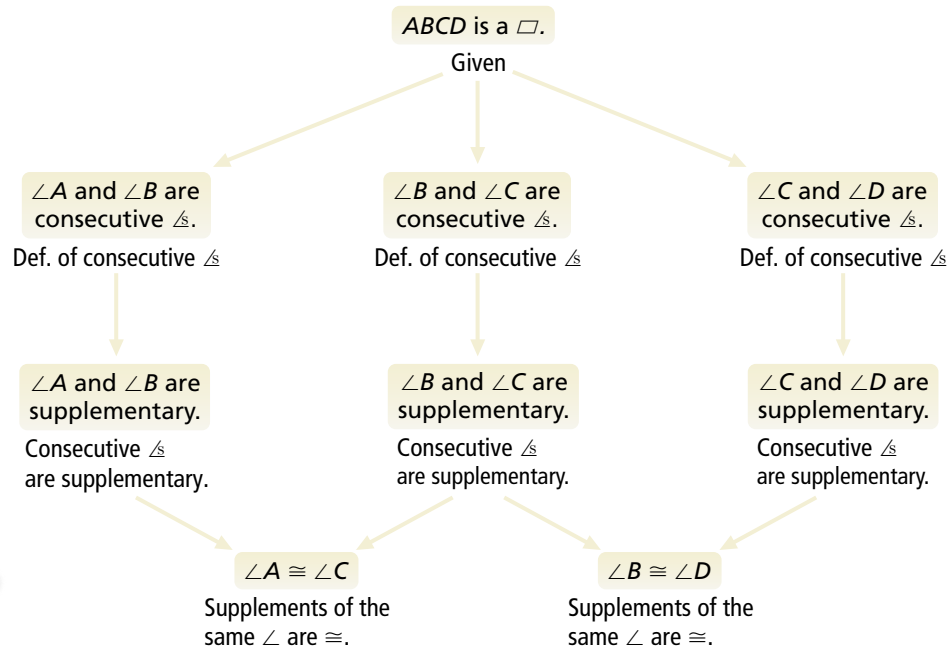 ABCD is a ▱.
Given
∠A and ∠B are
consecutive ∠s.
Def. of consecutive ∠s
∠B and ∠C are
consecutive ∠s.
Def. of consecutive ∠s
∠C and ∠D are
consecutive ∠s.
Def. of consecutive ∠s
∠A and ∠B are
supplementary.
Consecutive ∠s
are supplementary.
∠B and ∠C are
supplementary.
Consecutive ∠s
are supplementary.
∠C and ∠D are
supplementary.
Consecutive ∠s
are supplementary.
∠A ≅ ∠C
Supplements of the
same ∠ are ≅.
∠B ≅ ∠D
Supplements of the
same ∠ are ≅.